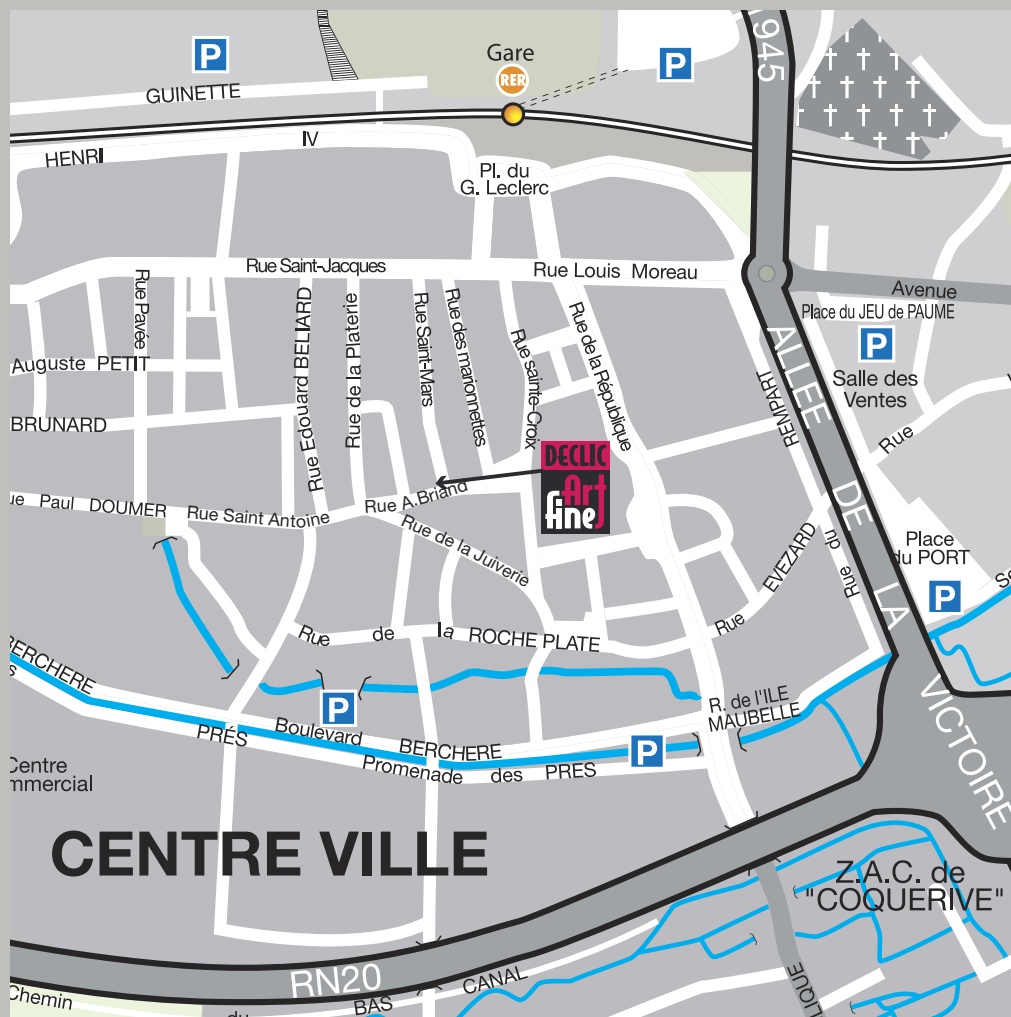 P
Gare
RER
P
945
GUINETTE
HENRI
IV
Pl. du
G. Leclerc
Rue Saint-Jacques
Rue Louis Moreau
Avenue
Place du JEU de PAUME
P
Salle des
Ventes
Rue Pavée
Rue Edouard BELIARD
Rue de la Platerie
Rue Saint-Mars
Rue des marionnettes
Rue sainte-Croix
Rue de la République
Auguste PETIT
BRUNARD
REMPART
du
Rue
Rue
ALLEE DE LA VICTOIRE
DECLIC
Art
fine
Rue A.Briand
ue Paul DOUMER
Rue Saint Antoine
Rue de la Juiverie
Rue EVEZARD
Place
du PORT
P
Rue de la ROCHE PLATE
BERCHERE
P
PRÉS
Boulevard BERCHERE
R. de l'ILE
MAUBELLE
P
Promenade des PRES
Centre
mmercial
CENTRE VILLE
Z.A.C. de
"COQUERIVE"
RN20
Chemin du BAS CANAL
LIQUE